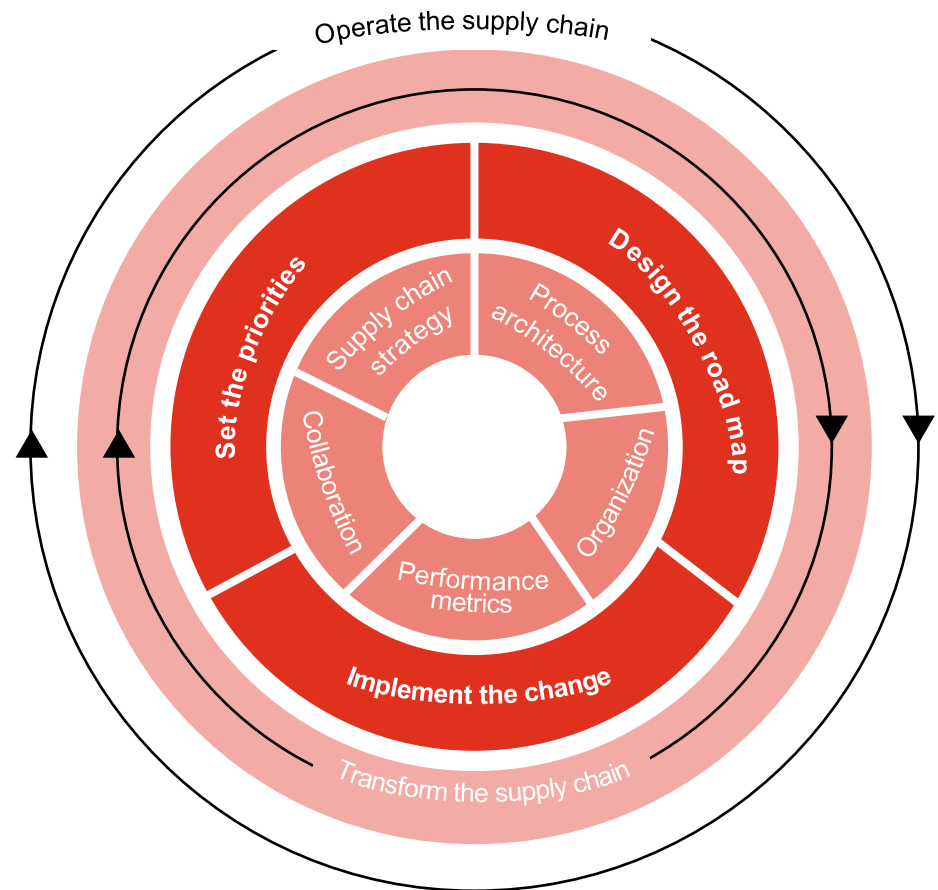 Operate the supply chain
Set the priorities
Design the road map
Supply chain
strategy
Process
architecture
Collaboration
Organization
Performance
metrics
Implement the change
Transform the supply chain